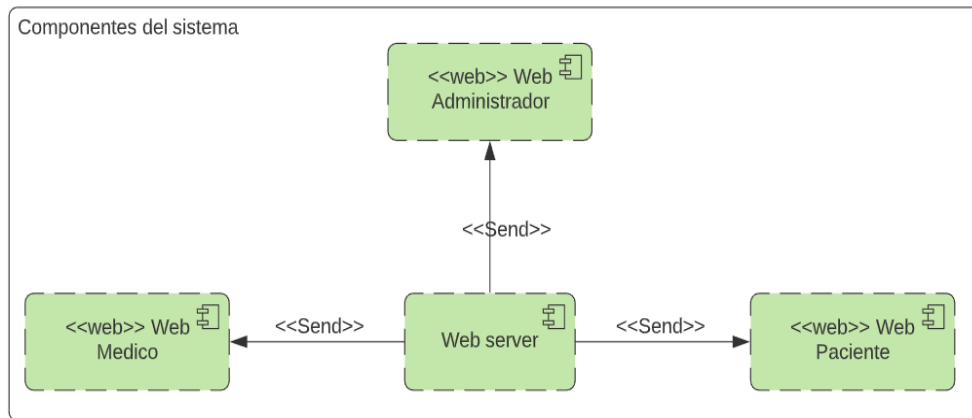 Componentes del sistema
<<web>> Web
Administrador
<<Send>>
<<web>> Web
Medico
<<Send>>
Web server
<<Send>>
<<web>> Web
Paciente